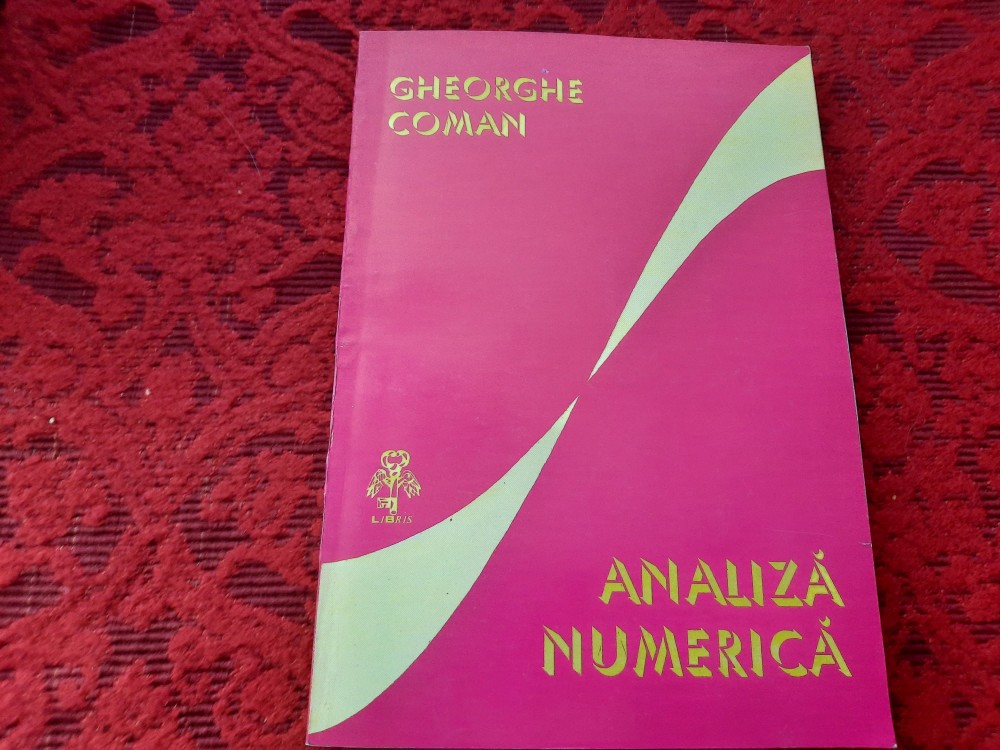 GHEORGHE
COMAN
LIBRIS
ANALIZĂ
NUMERICĂ